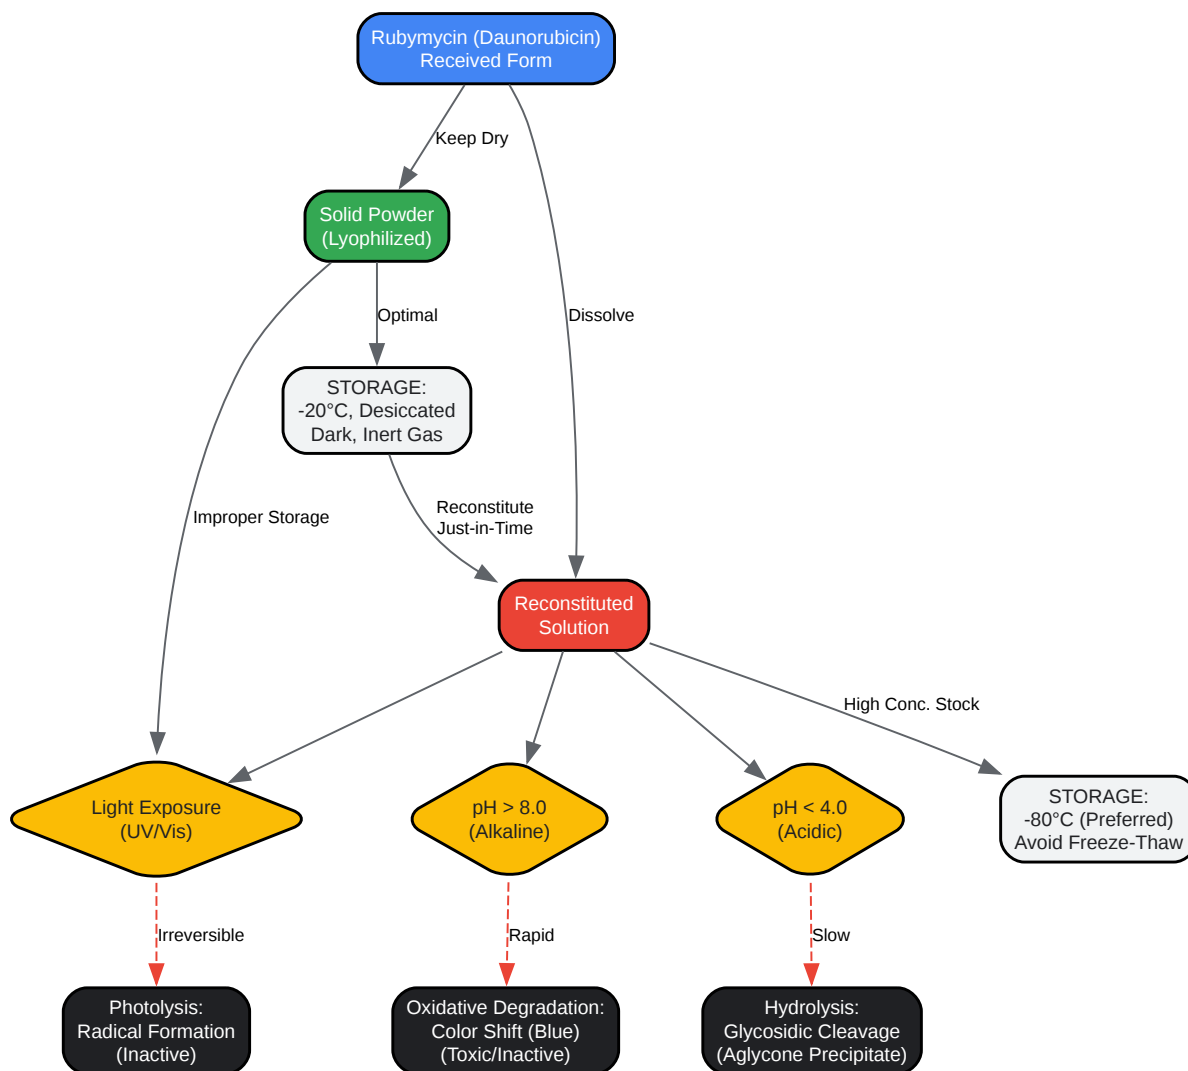 Rubymycin (Daunorubicin)
Received Form
Keep Dry
Solid Powder
(Lyophilized)
Optimal
Dissolve
STORAGE:
-20°C, Desiccated
Dark, Inert Gas
Improper Storage
Reconstitute
Just-in-Time
Reconstituted
Solution
High Conc. Stock
Light Exposure
(UV/Vis)
pH > 8.0
(Alkaline)
pH < 4.0
(Acidic)
STORAGE:
-80°C (Preferred)
Avoid Freeze-Thaw
Irreversible
Rapid
Slow
Photolysis:
Radical Formation
(Inactive)
Oxidative Degradation:
Color Shift (Blue)
(Toxic/Inactive)
Hydrolysis:
Glycosidic Cleavage
(Aglycone Precipitate)